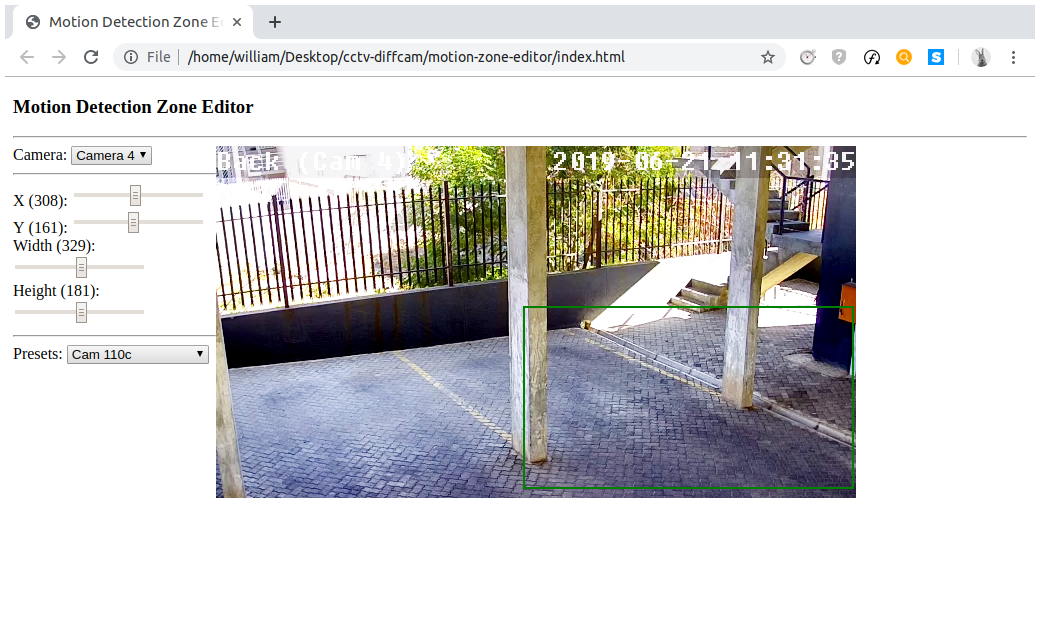 Motion Detection Zone E
File
/home/william/Desktop/cctv-diffcam/motion-zone-editor/index.html
Motion Detection Zone Editor
Camera: Camera 4
X (308):
Y (161):
Width (329):
Height (181):
Presets: Cam 110c
Back (Cam 4)
2019-06-21 11:31:35